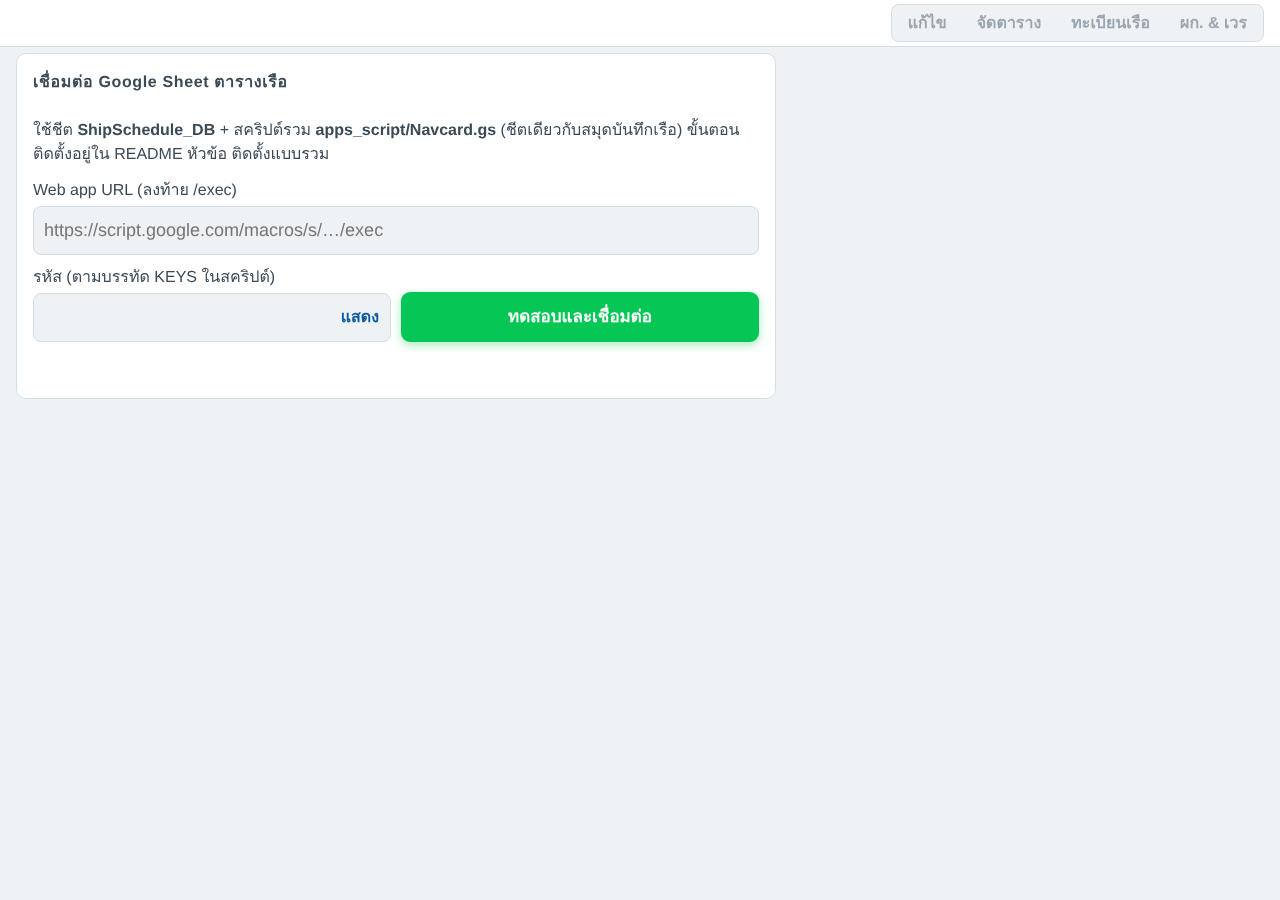 แก้ไข จัดตาราง ทะเบียนเรือ ผก. & เวร
เชื่อมต่อ Google Sheet ตารางเรือ
ใช้ชีต ShipSchedule_DB + สคริปต์รวม apps_script/Navcard.gs (ชีตเดียวกับสมุดบันทึกเรือ) ขั้นตอน
ติดตั้งอยู่ใน README หัวข้อ ติดตั้งแบบรวม
Web app URL (ลงท้าย /exec)
https://script.google.com/macros/s/…/exec
รหัส (ตามบรรทัด KEYS ในสคริปต์)
แสดง ทดสอบและเชื่อมต่อ